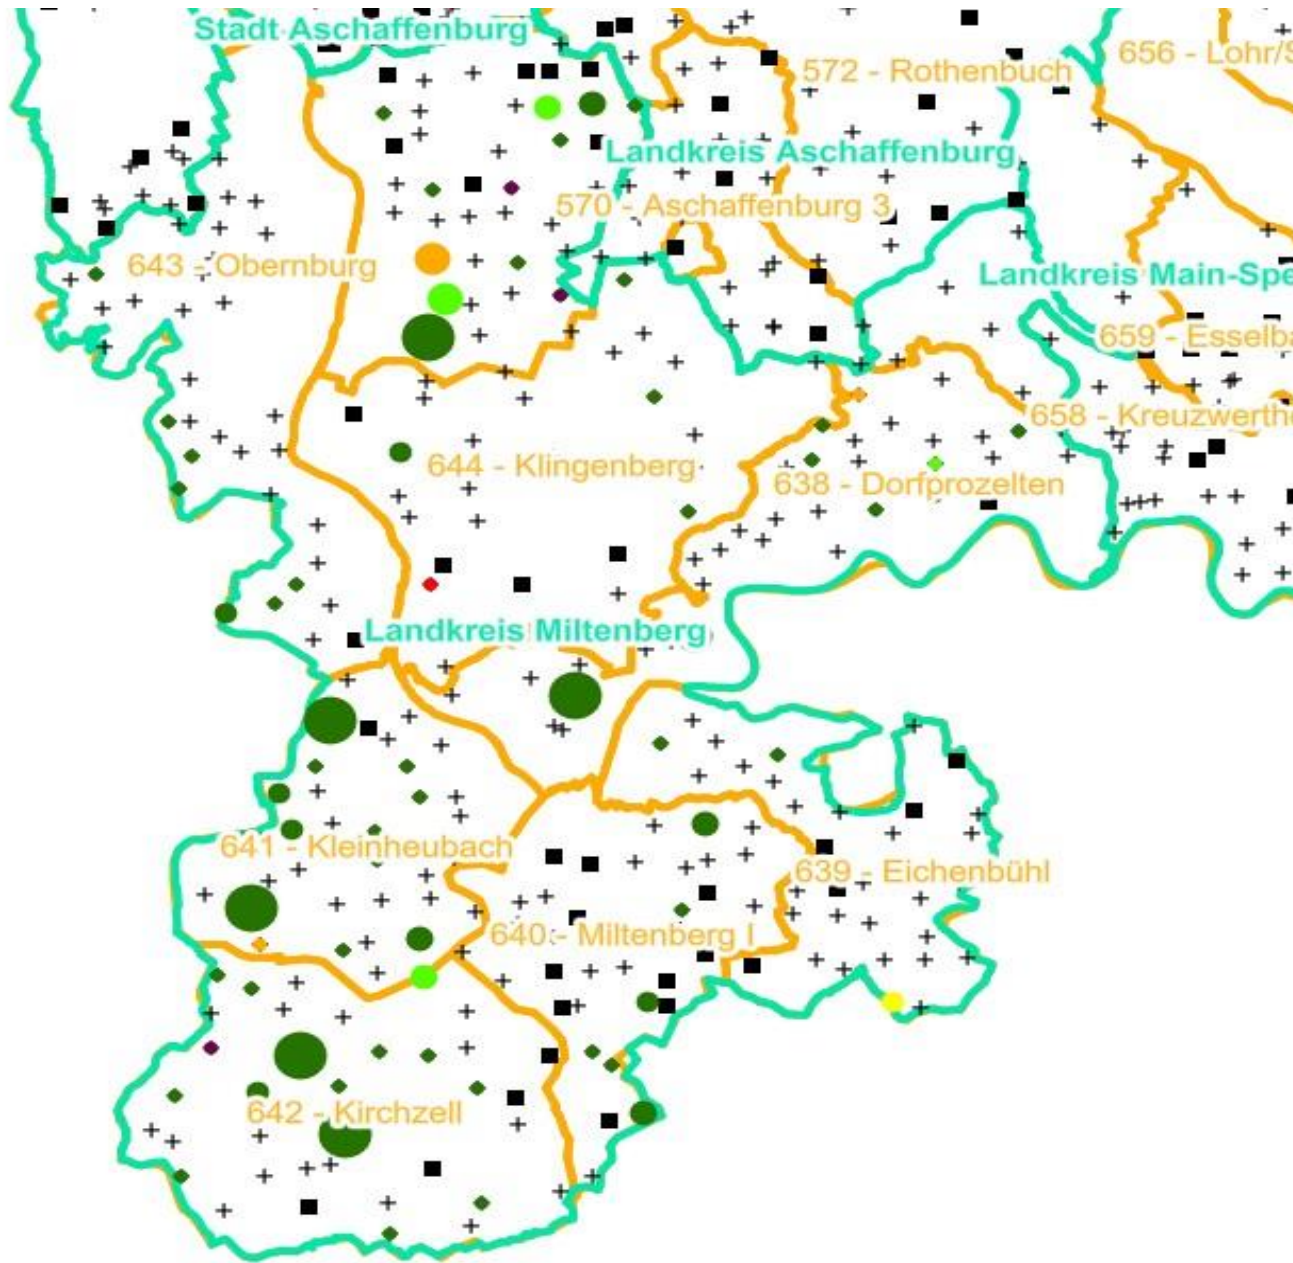 Stadt Aschaffenburg
656 - Lohr/S
572 - Rothenbuch
Landkreis Aschaffenburg
570 - Aschaffenburg 3
643 - Obernburg
Landkreis Main-Spe
659 - Esselba
658 - Kreuzwerthe
644 - Klingenberg
638 - Dorfprozelten
Landkreis Miltenberg
641 - Kleinheubach
639 - Eichenbühl
640 - Miltenberg I
642 - Kirchzell